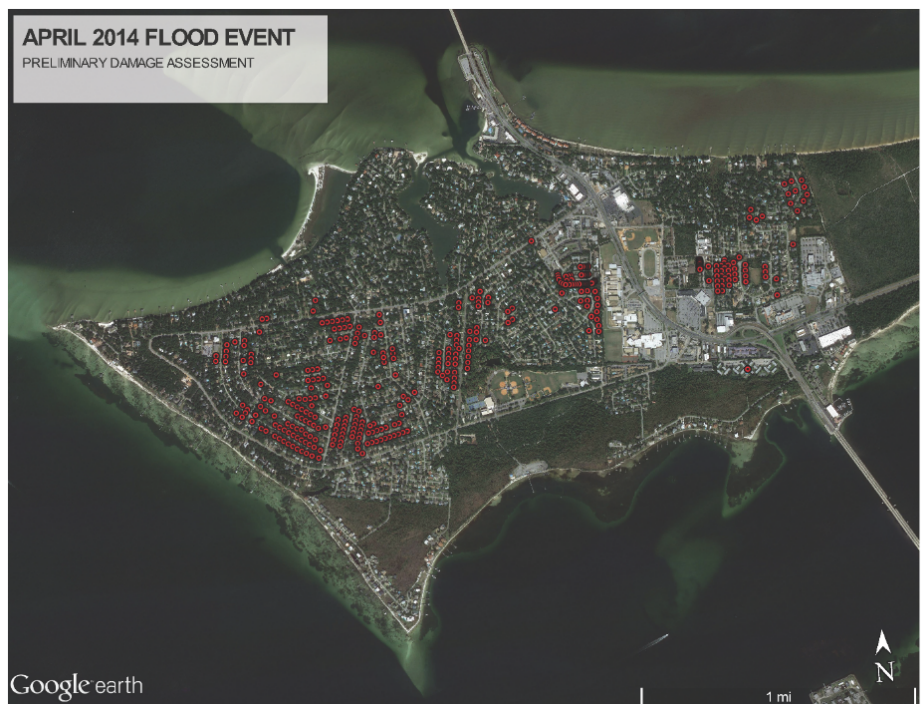 APRIL 2014 FLOOD EVENT
PRELIMINARY DAMAGE ASSESSMENT
Google earth
N
1 mi